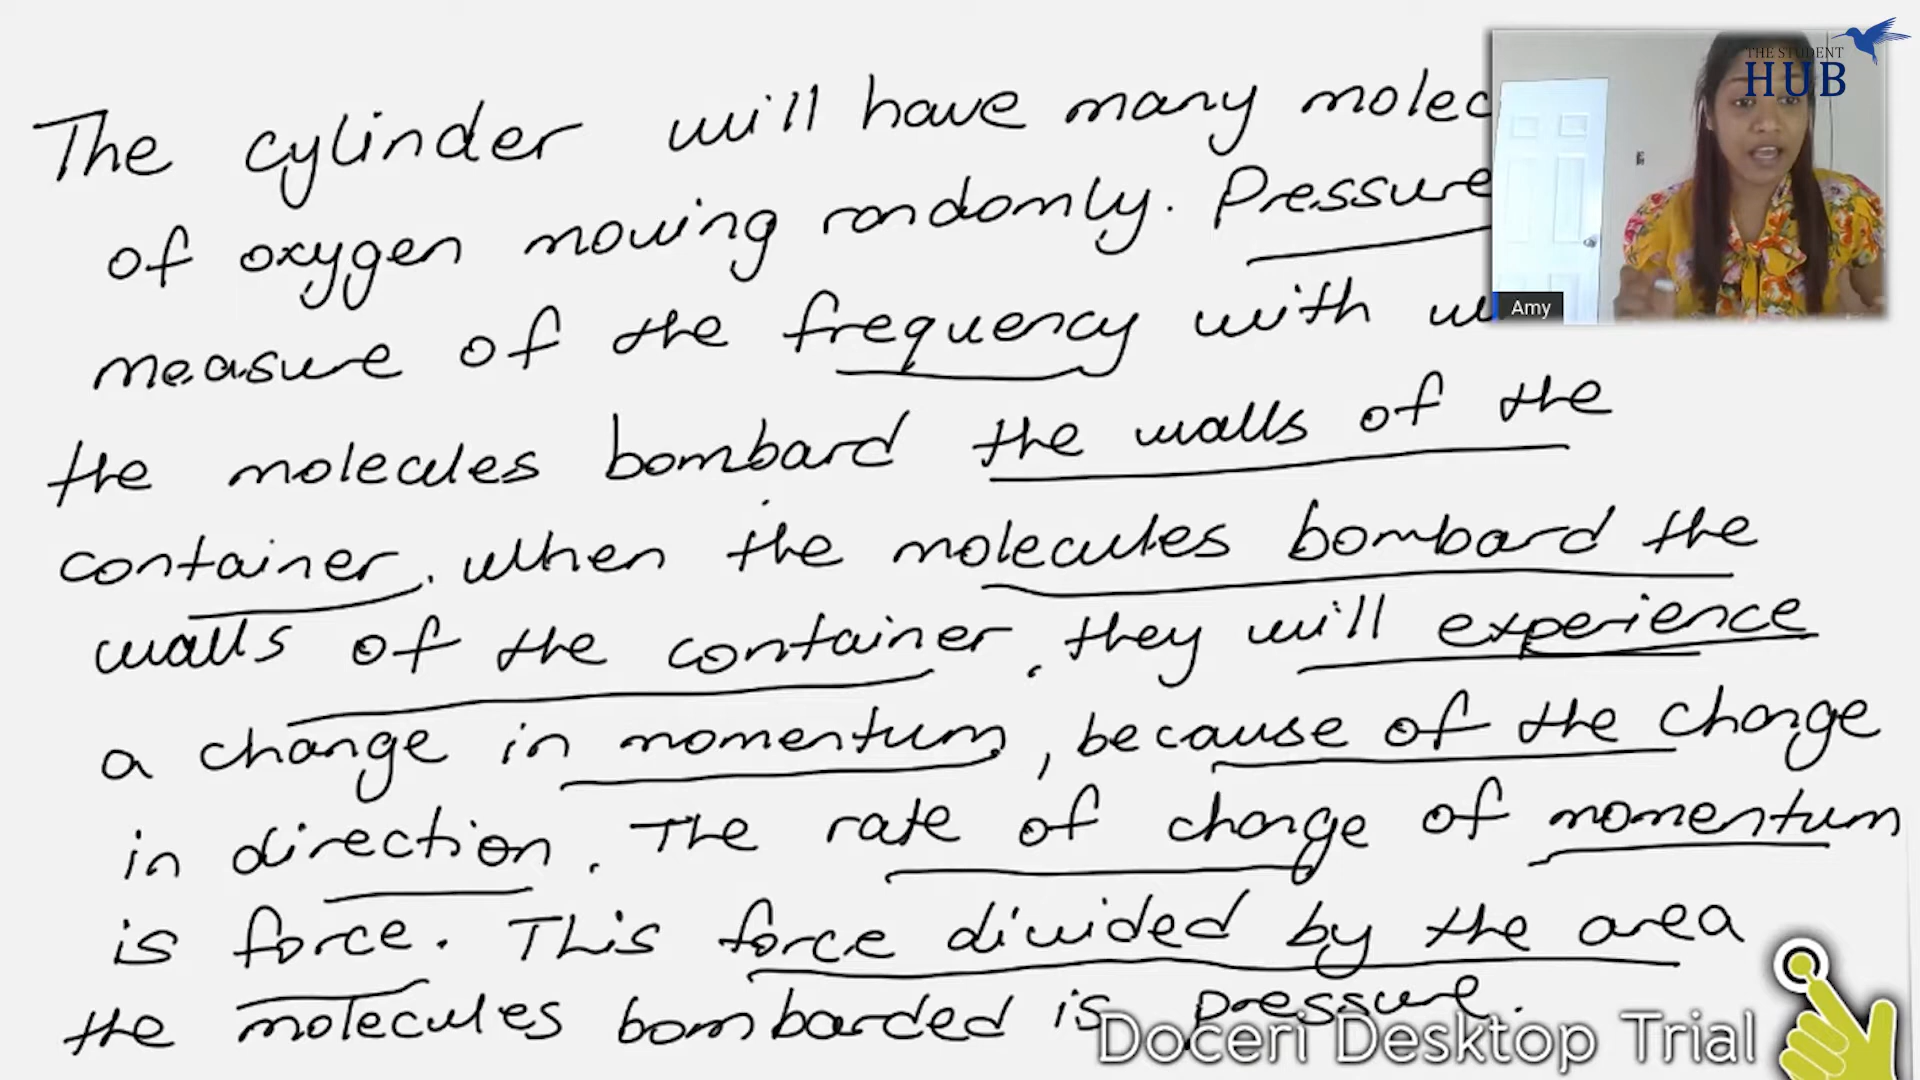 The cylinder will have many molec
of oxygen moving randomly. Pressure
measure of the frequency with w
the molecules bombard the walls of the
container. when the molecules bombard the
walls of the container, they will experience
a change in momentum, because of the change
in direction. The rate of change of momentum
is force. This force divided by the area
the molecules bombarded is pressure.
THE STUDENT
HUB
Amy
Doceri Desktop Trial